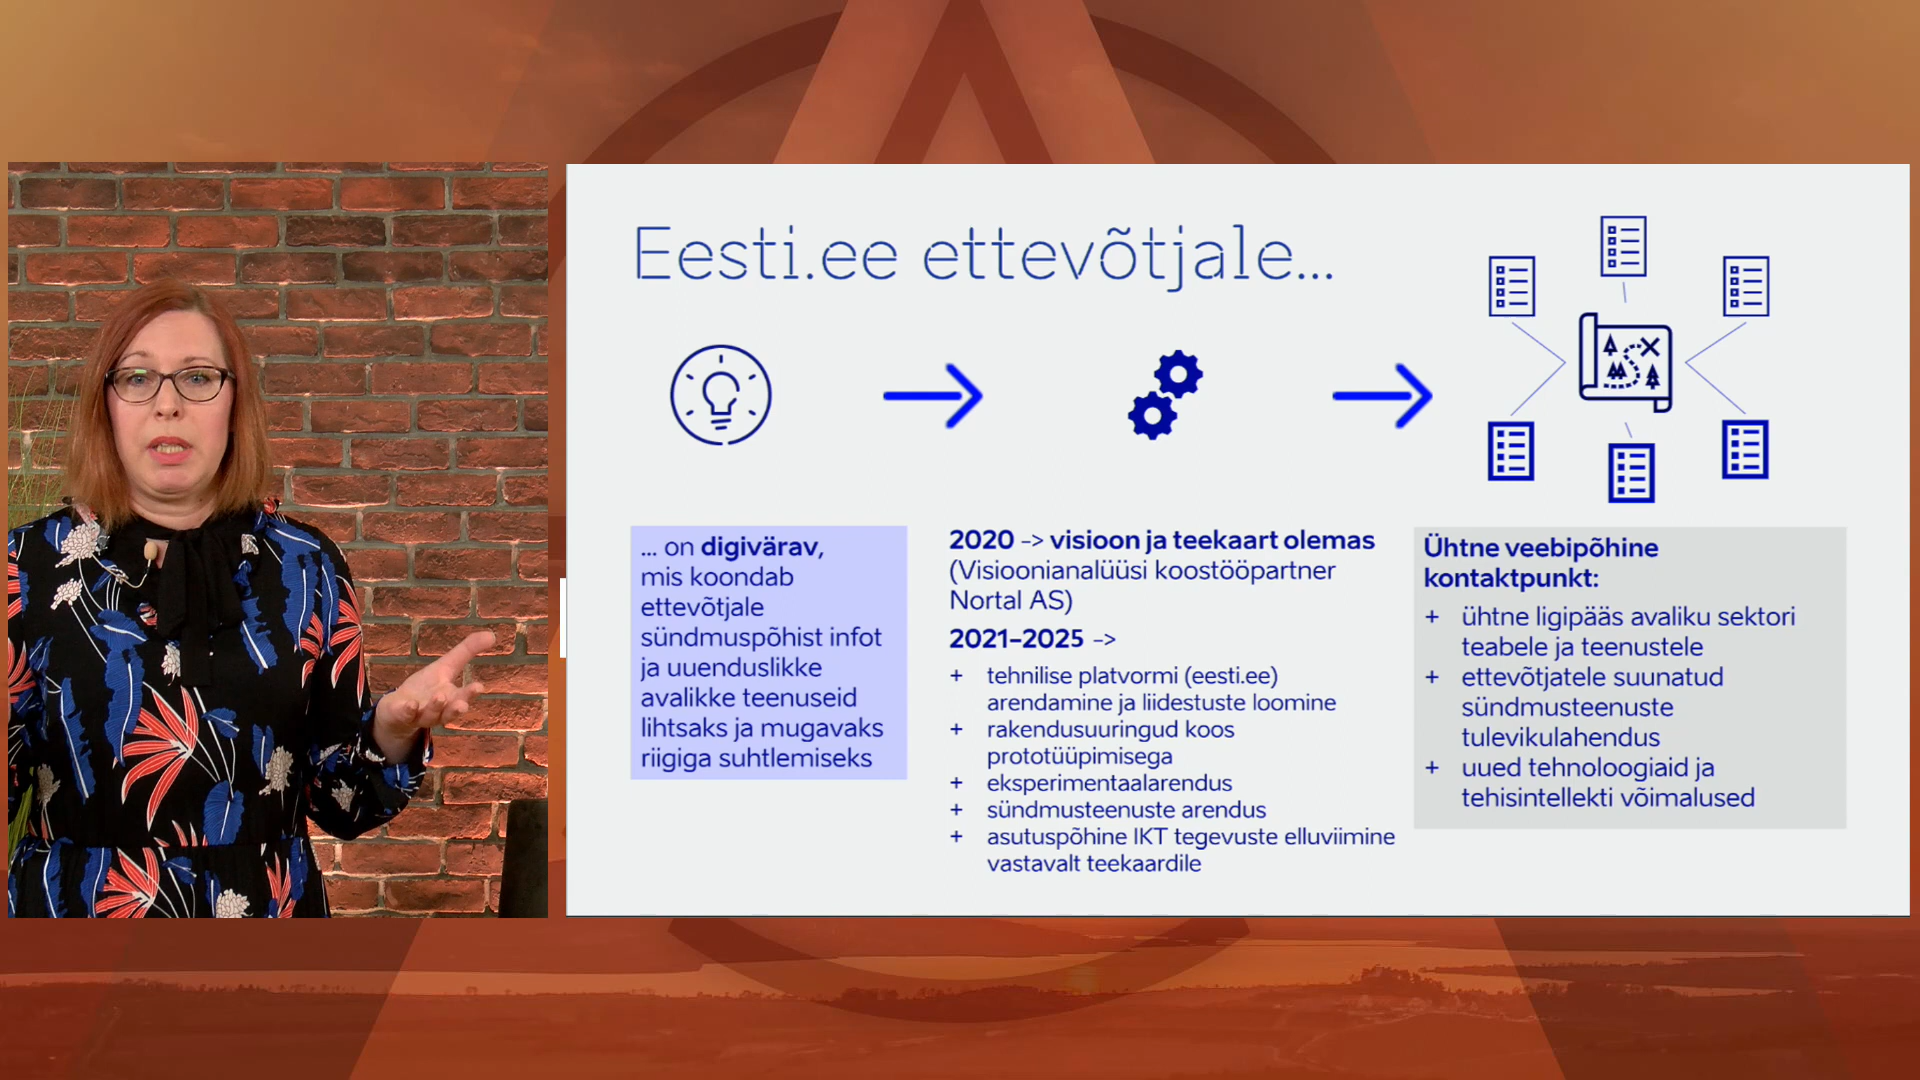 Eesti.ee ettevõtjale...
... on digivärav,
mis koondab
ettevõtjale
sündmuspõhist infot
ja uuenduslikke
avalikke teenuseid
lihtsaks ja mugavaks
riigiga suhtlemiseks
2020 -> visioon ja teekaart olemas
(Visioonianalüüsi koostööpartner
Nortal AS)
2021–2025 ->
+ tehnilise platvormi (eesti.ee)
arendamine ja liidestuste loomine
+ rakendusuuringud koos
prototüüpimisega
+ eksperimentaalarendus
+ sündmusteenuste arendus
+ asutuspõhine IKT tegevuste elluviimine
vastavalt teekaardile
Ühtne veebipõhine
kontaktpunkt:
+ ühtne ligipääs avaliku sektori
teabele ja teenustele
+ ettevõtjatele suunatud
sündmusteenuste
tulevikulahendus
+ uued tehnoloogiaid ja
tehisintellekti võimalused